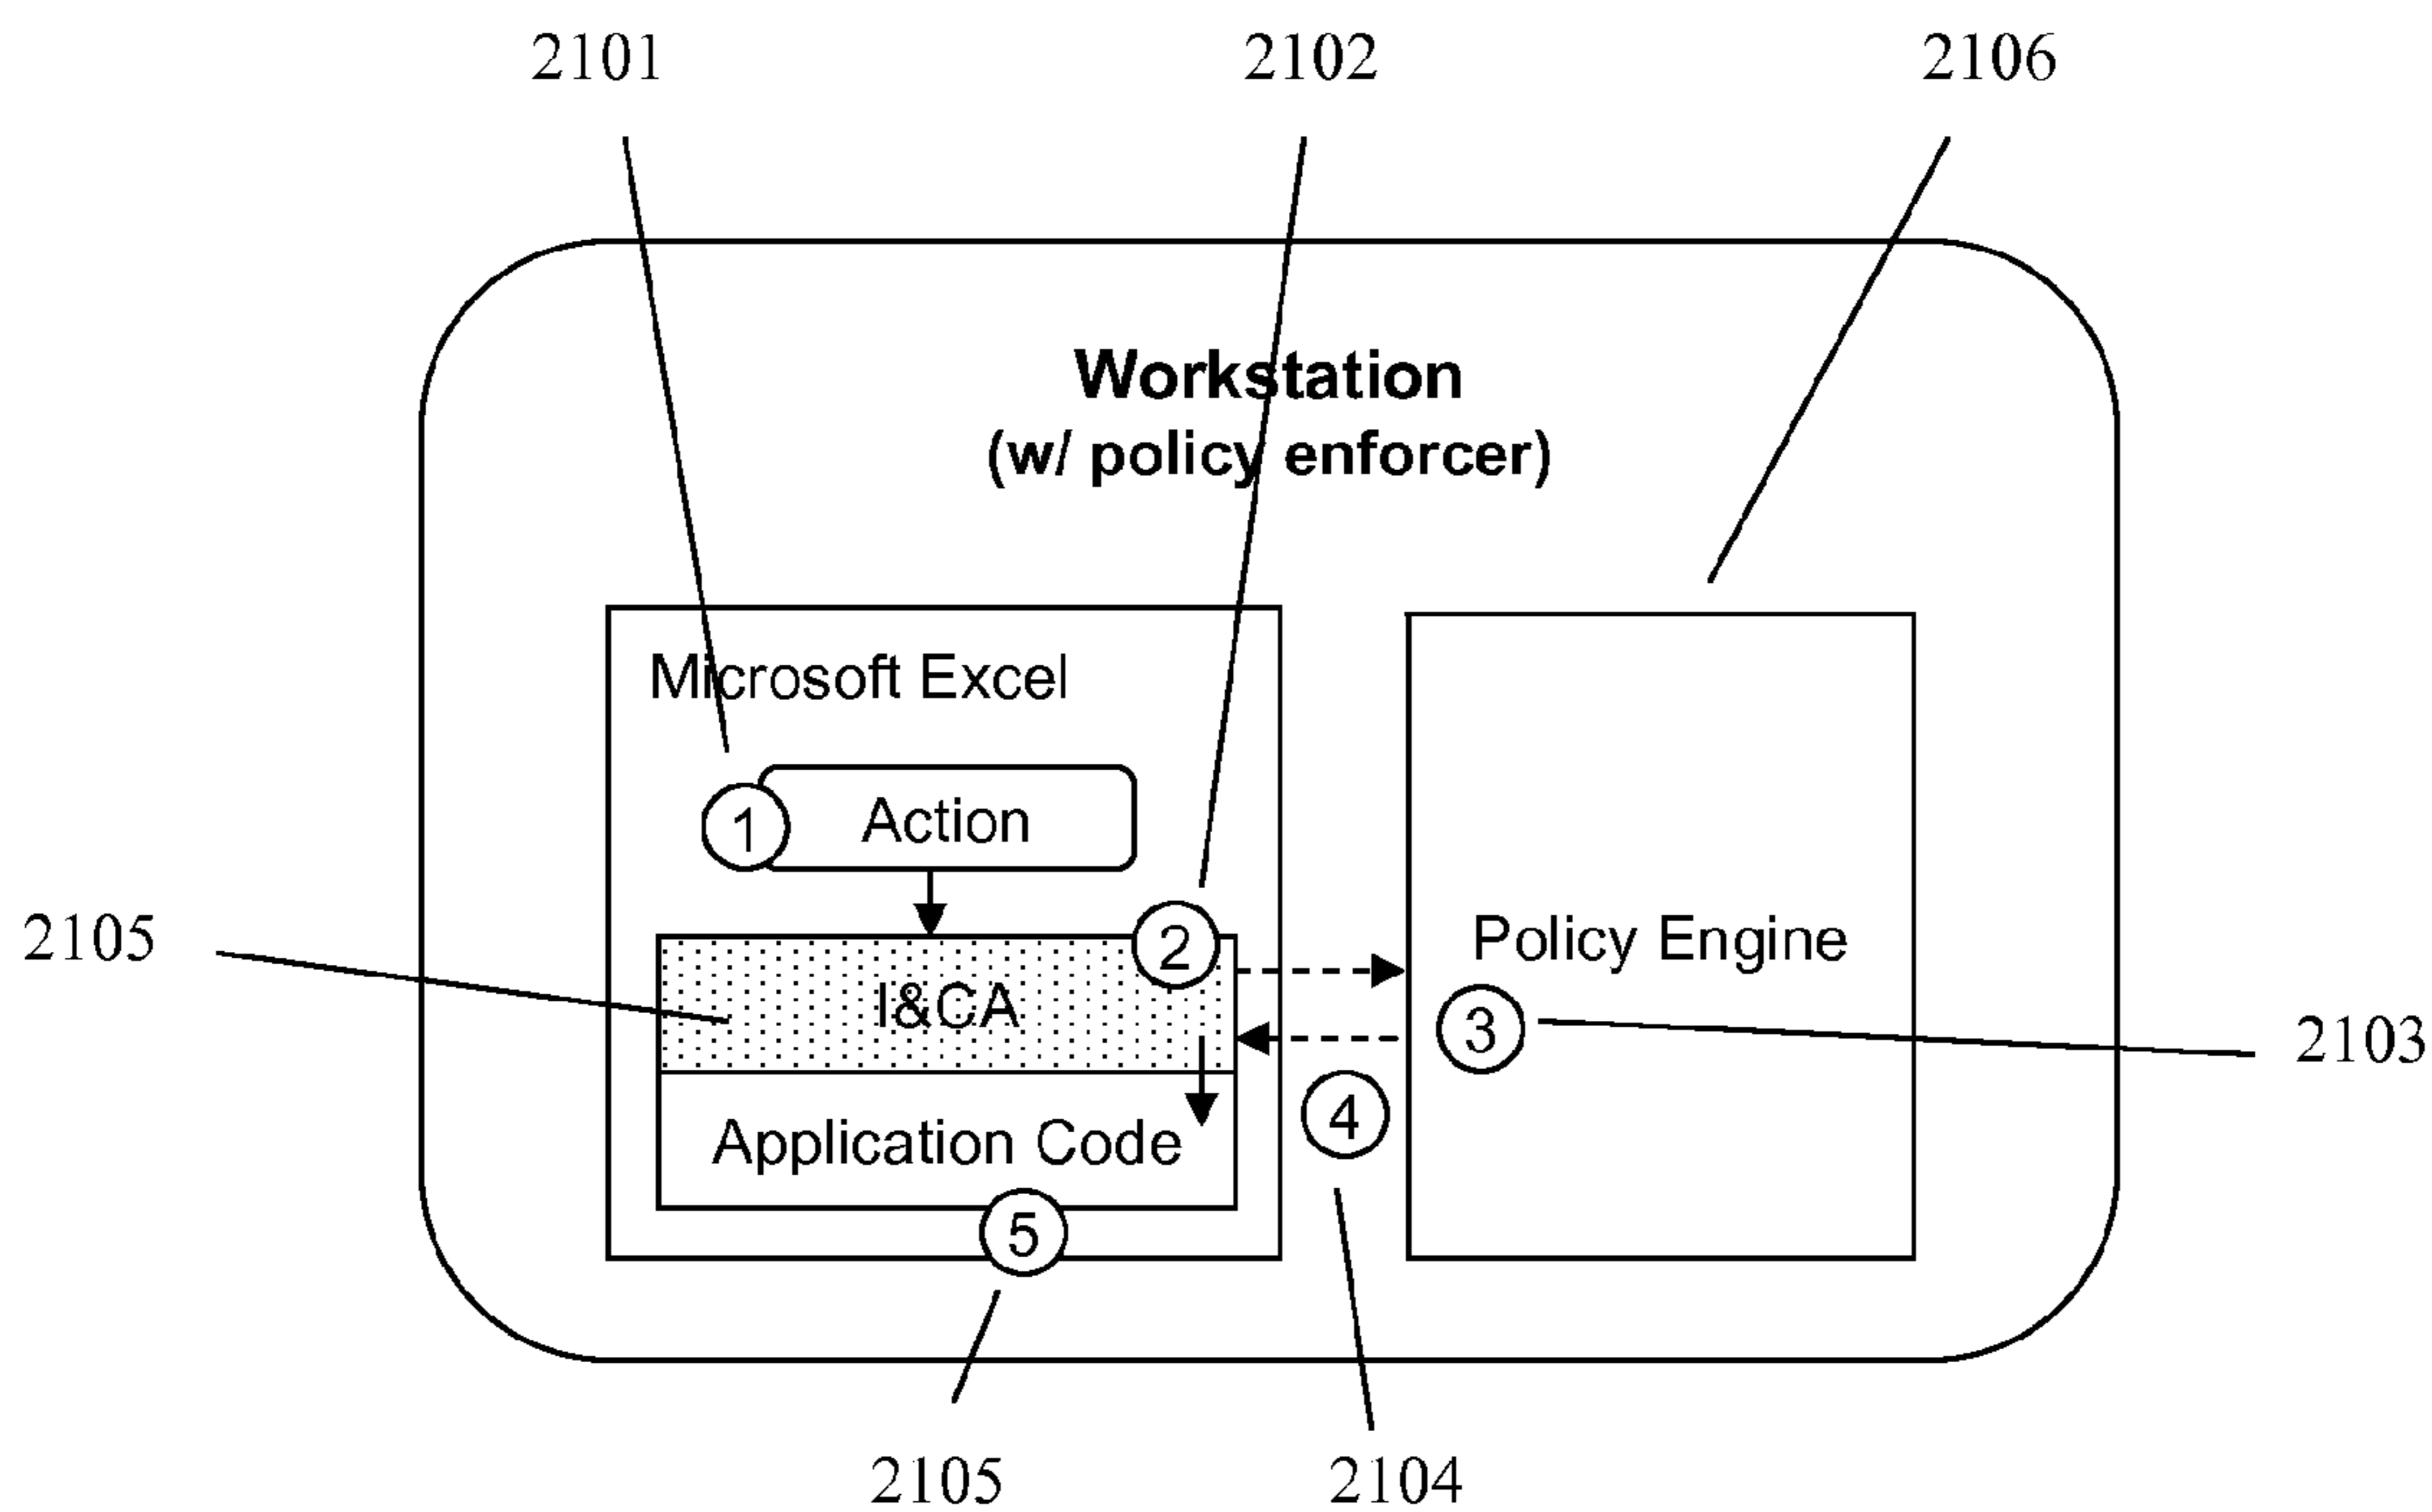 2101
2102
2106
Workstation
(w/ policy enforcer)
Microsoft Excel
1
Action
2105
2
I&CA
Policy Engine
3
2103
4
Application Code
5
2105
2104